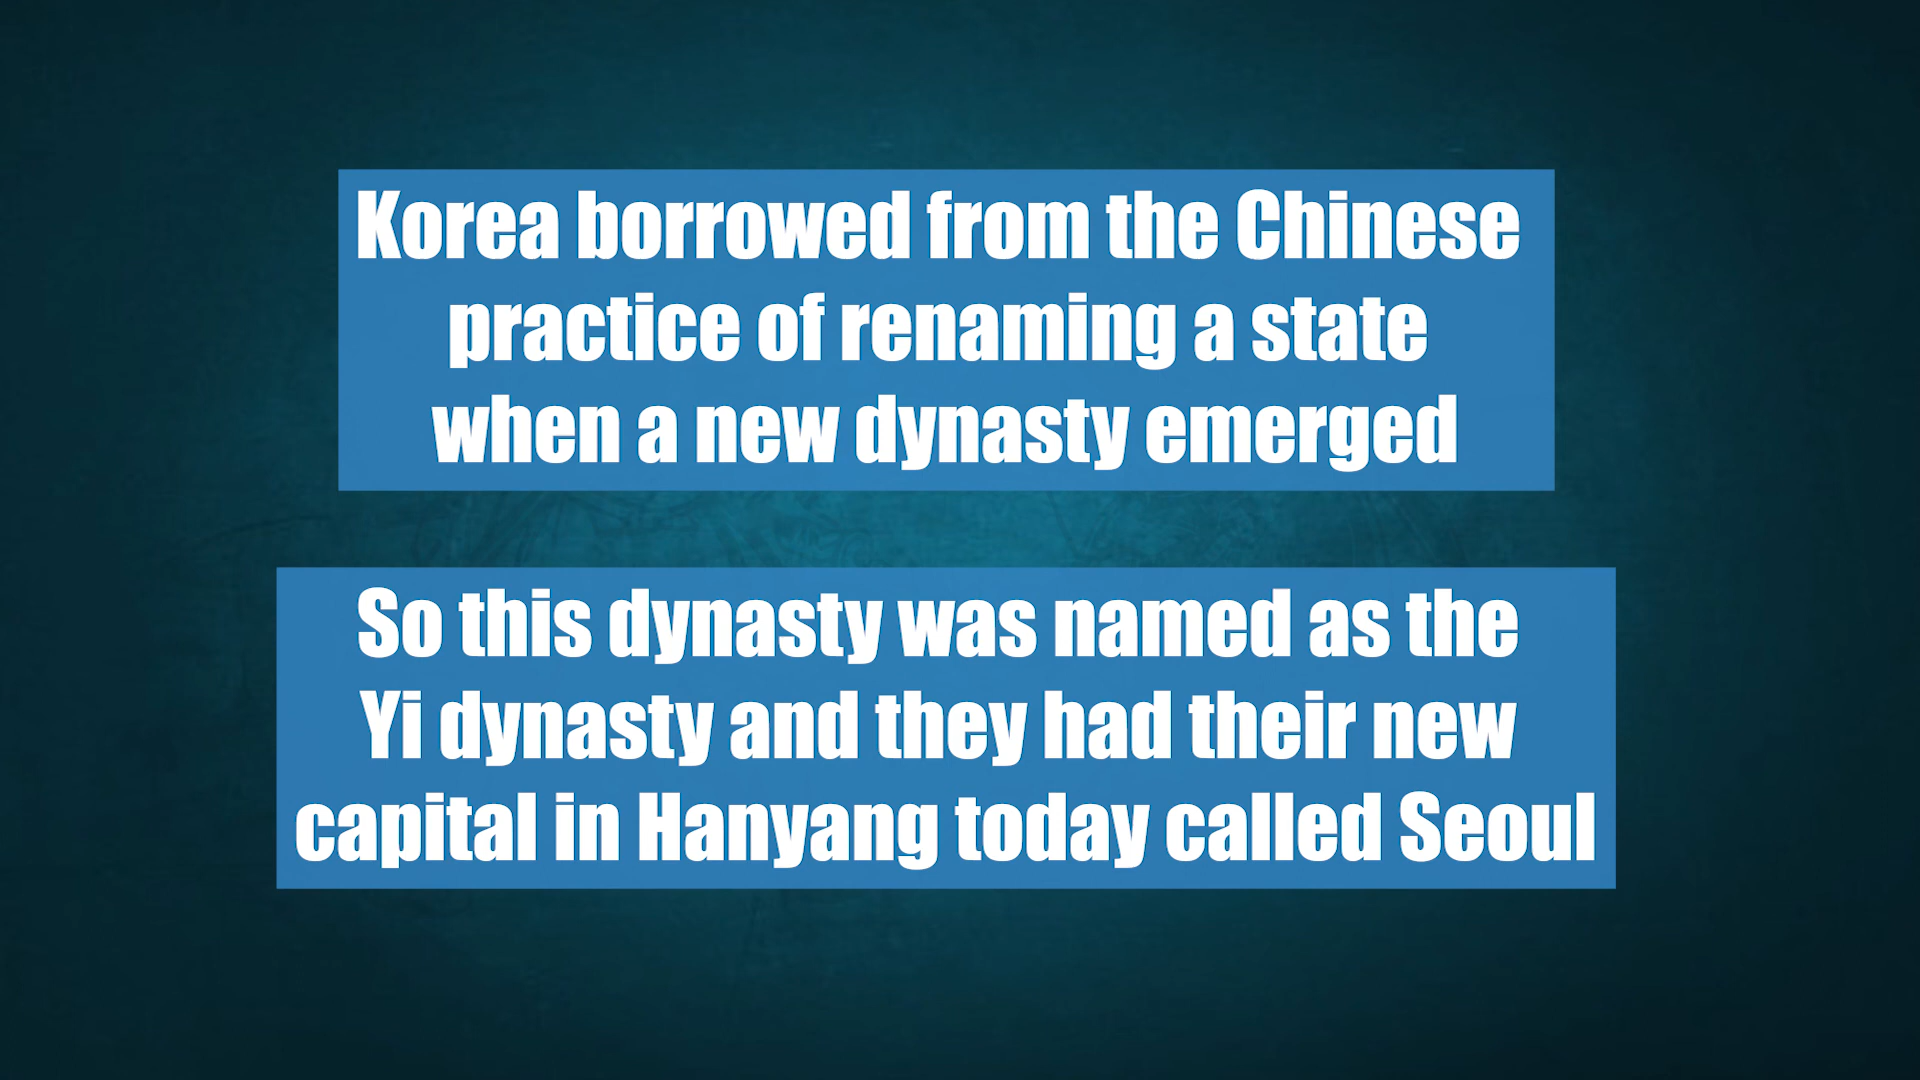 Korea borrowed from the Chinese
practice of renaming a state
when a new dynasty emerged
So this dynasty was named as the
Yi dynasty and they had their new
capital in Hanyang today called Seoul